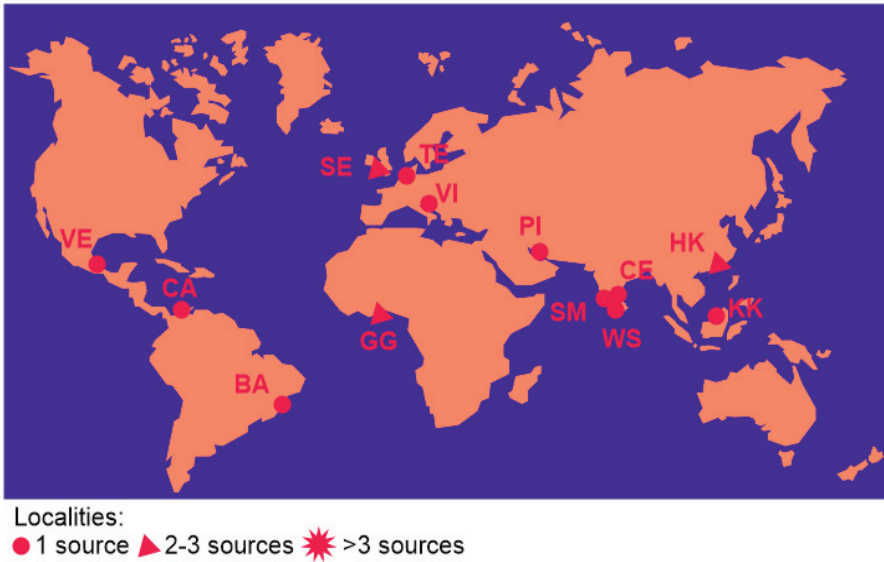 SE
TE
VI
VE
PI
HK
CE
CA
SM
KK
WS
GG
BA
Localities:
1 source 2-3 sources >3 sources